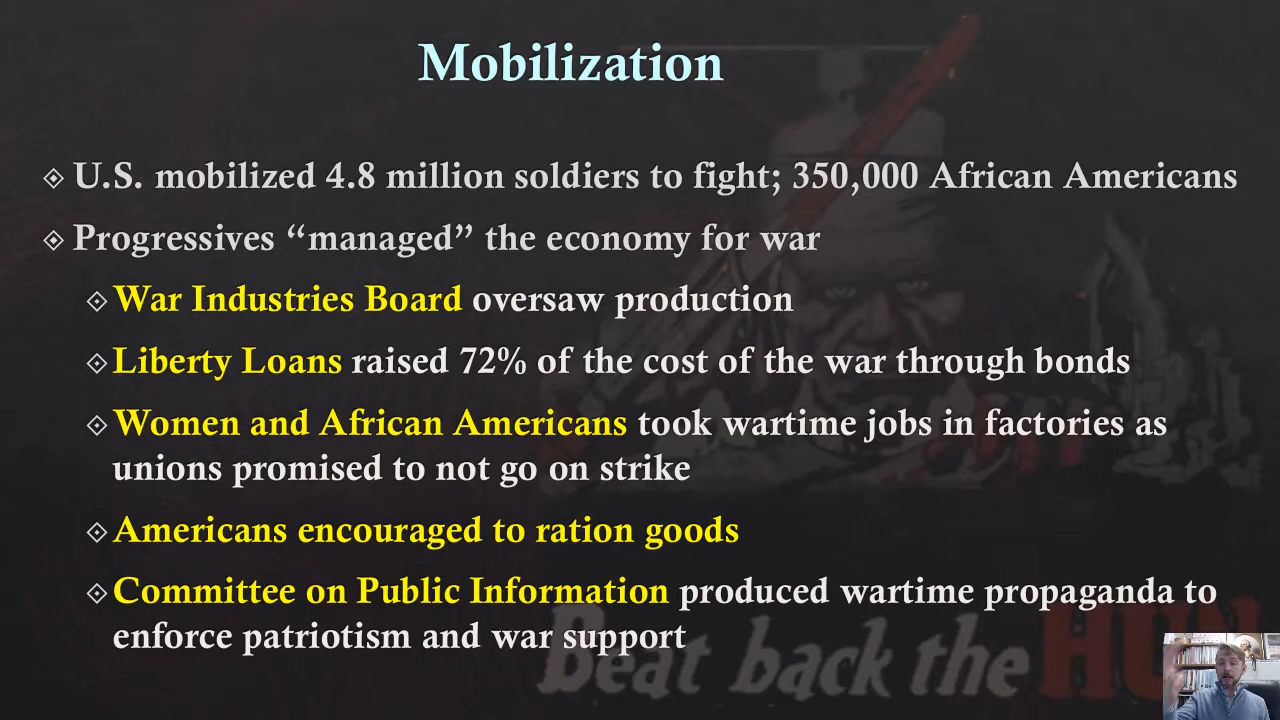 Mobilization
U.S. mobilized 4.8 million soldiers to fight; 350,000 African Americans
Progressives “managed” the economy for war
War Industries Board oversaw production
Liberty Loans raised 72% of the cost of the war through bonds
Women and African Americans took wartime jobs in factories as
unions promised to not go on strike
Americans encouraged to ration goods
Committee on Public Information produced wartime propaganda to
enforce patriotism and war support
Beat back the